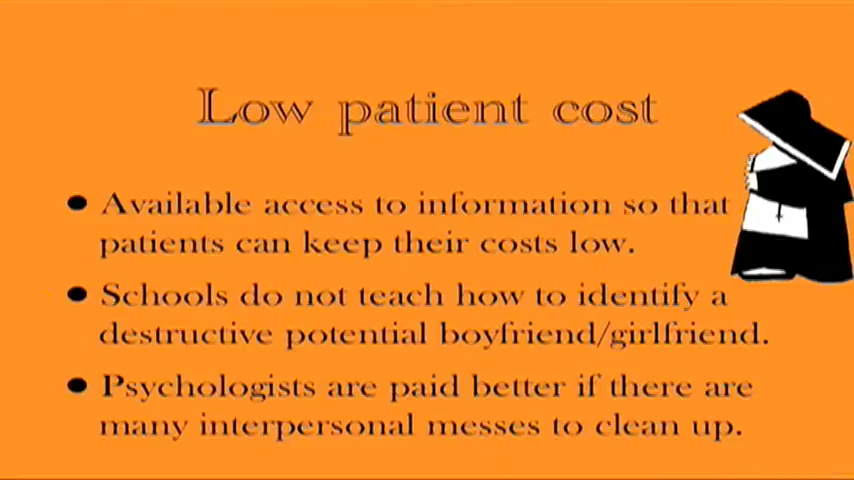 Low patient cost
• Available access to information so that
patients can keep their costs low.
• Schools do not teach how to identify a
destructive potential boyfriend/girlfriend.
• Psychologists are paid better if there are
many interpersonal messes to clean up.